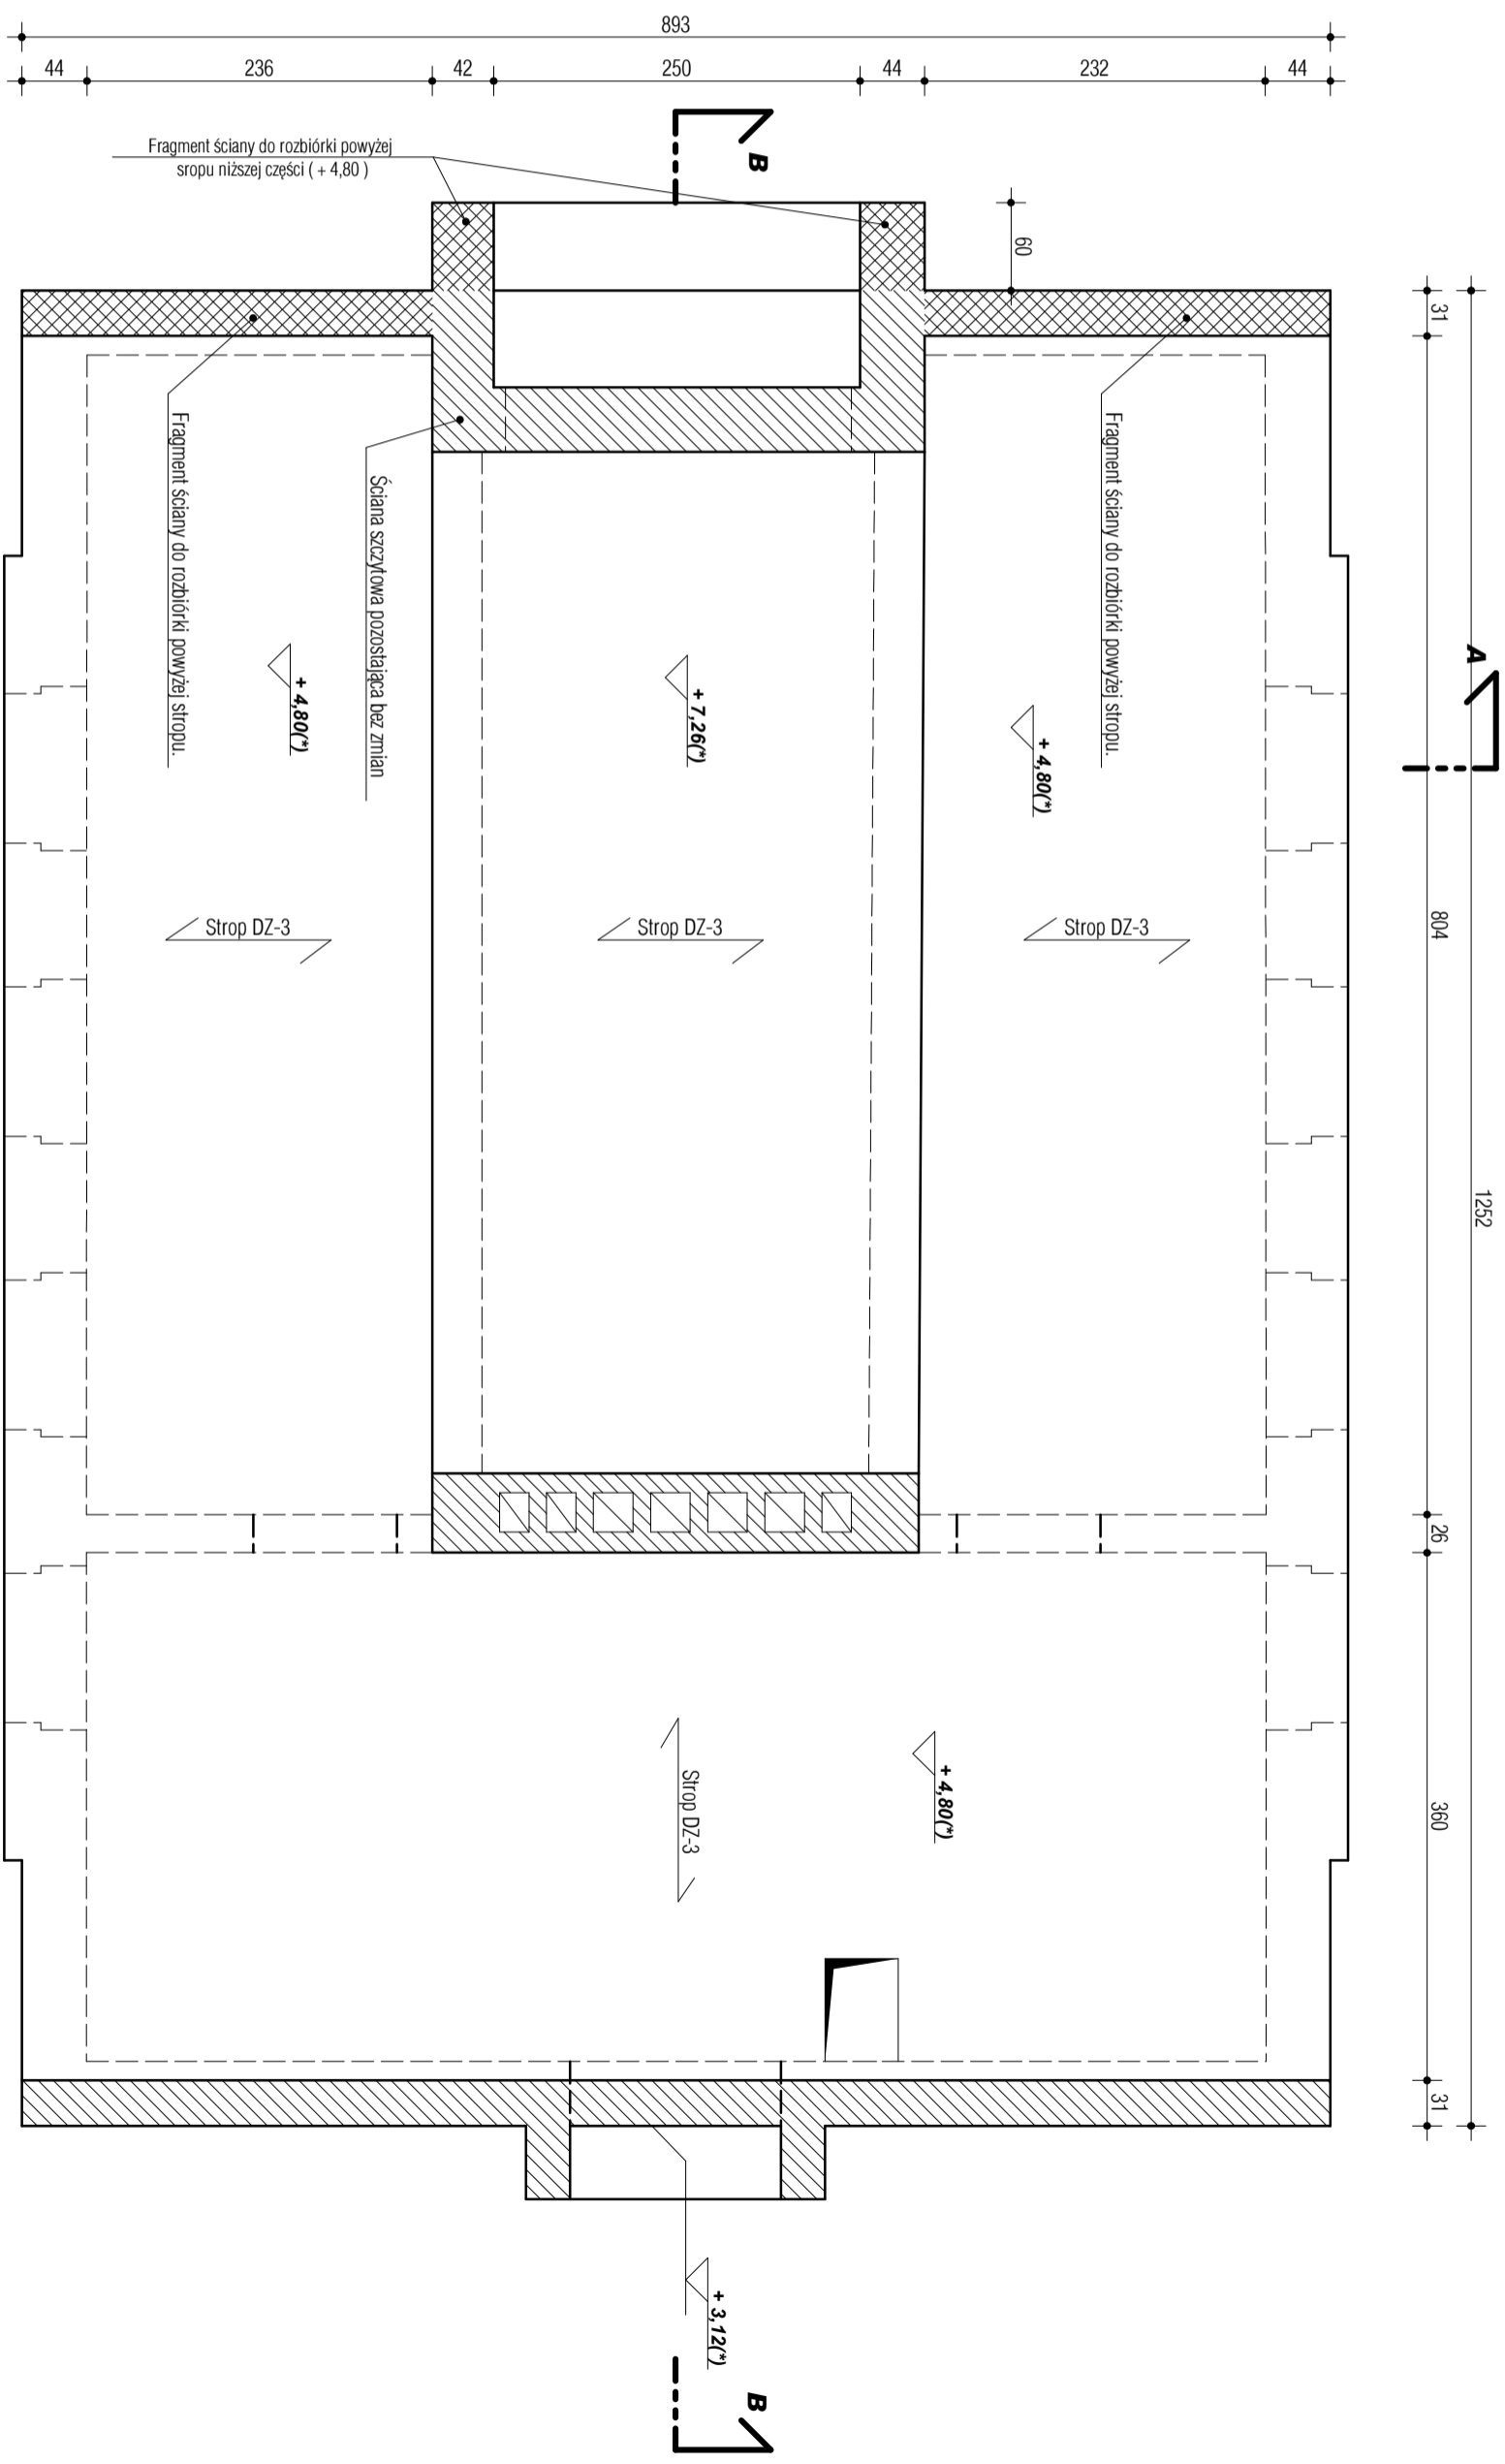 893
44
236
42
250
44
232
44
B
Fragment ściany do rozbiórki powyżej
sropu niższej części ( + 4,80 )
60
31
Fragment ściany do rozbiórki powyżej stropu.
Ściana szczytowa pozostająca bez zmian
Fragment ściany do rozbiórki powyżej stropu.
A
+ 4,80(*)
+ 7,26(*)
+ 4,80(*)
Strop DZ-3
Strop DZ-3
Strop DZ-3
804
1252
26
Strop DZ-3
+ 4,80(*)
360
31
+ 3,12(*)
B